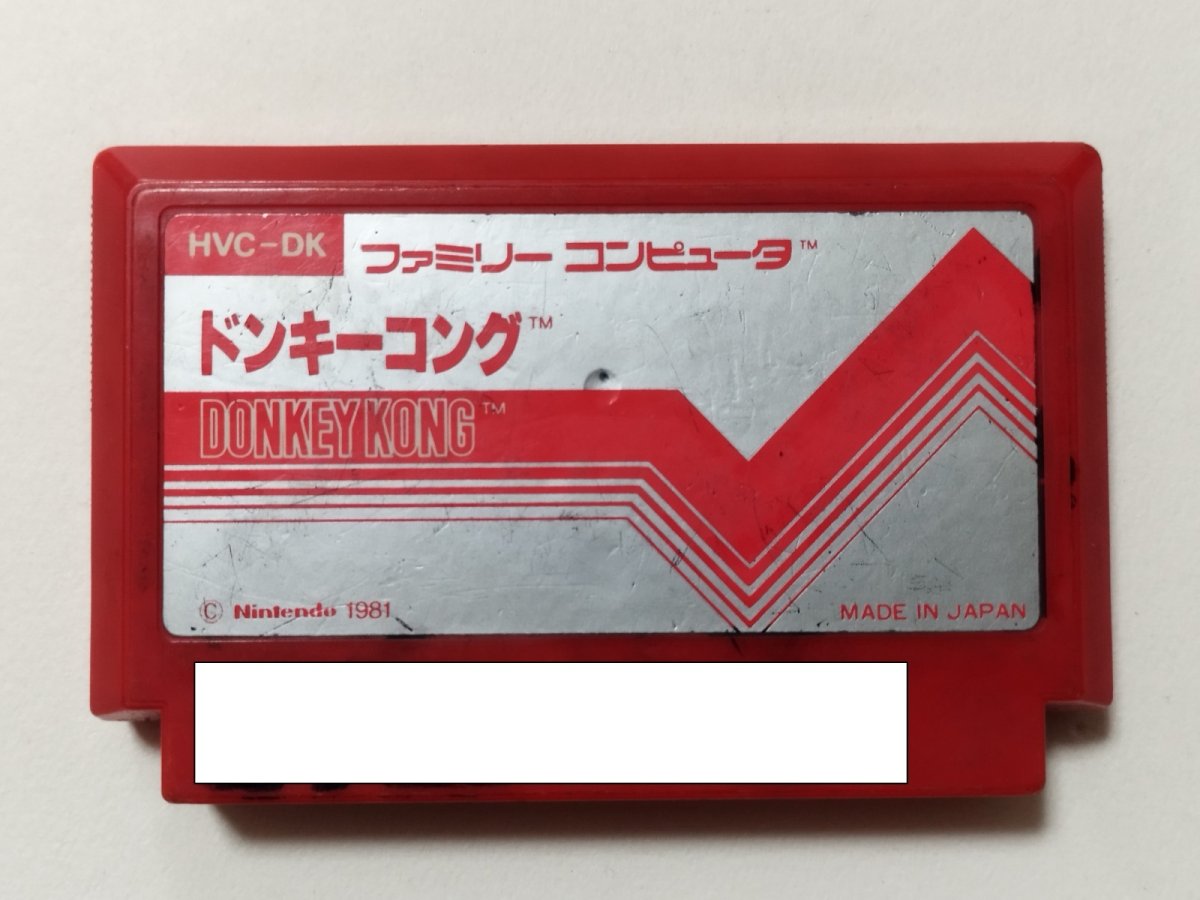 HVC-DK
ファミリー コンピュータ™
ドンキーコング™
DONKEY KONG™
© Nintendo 1981
MADE IN JAPAN